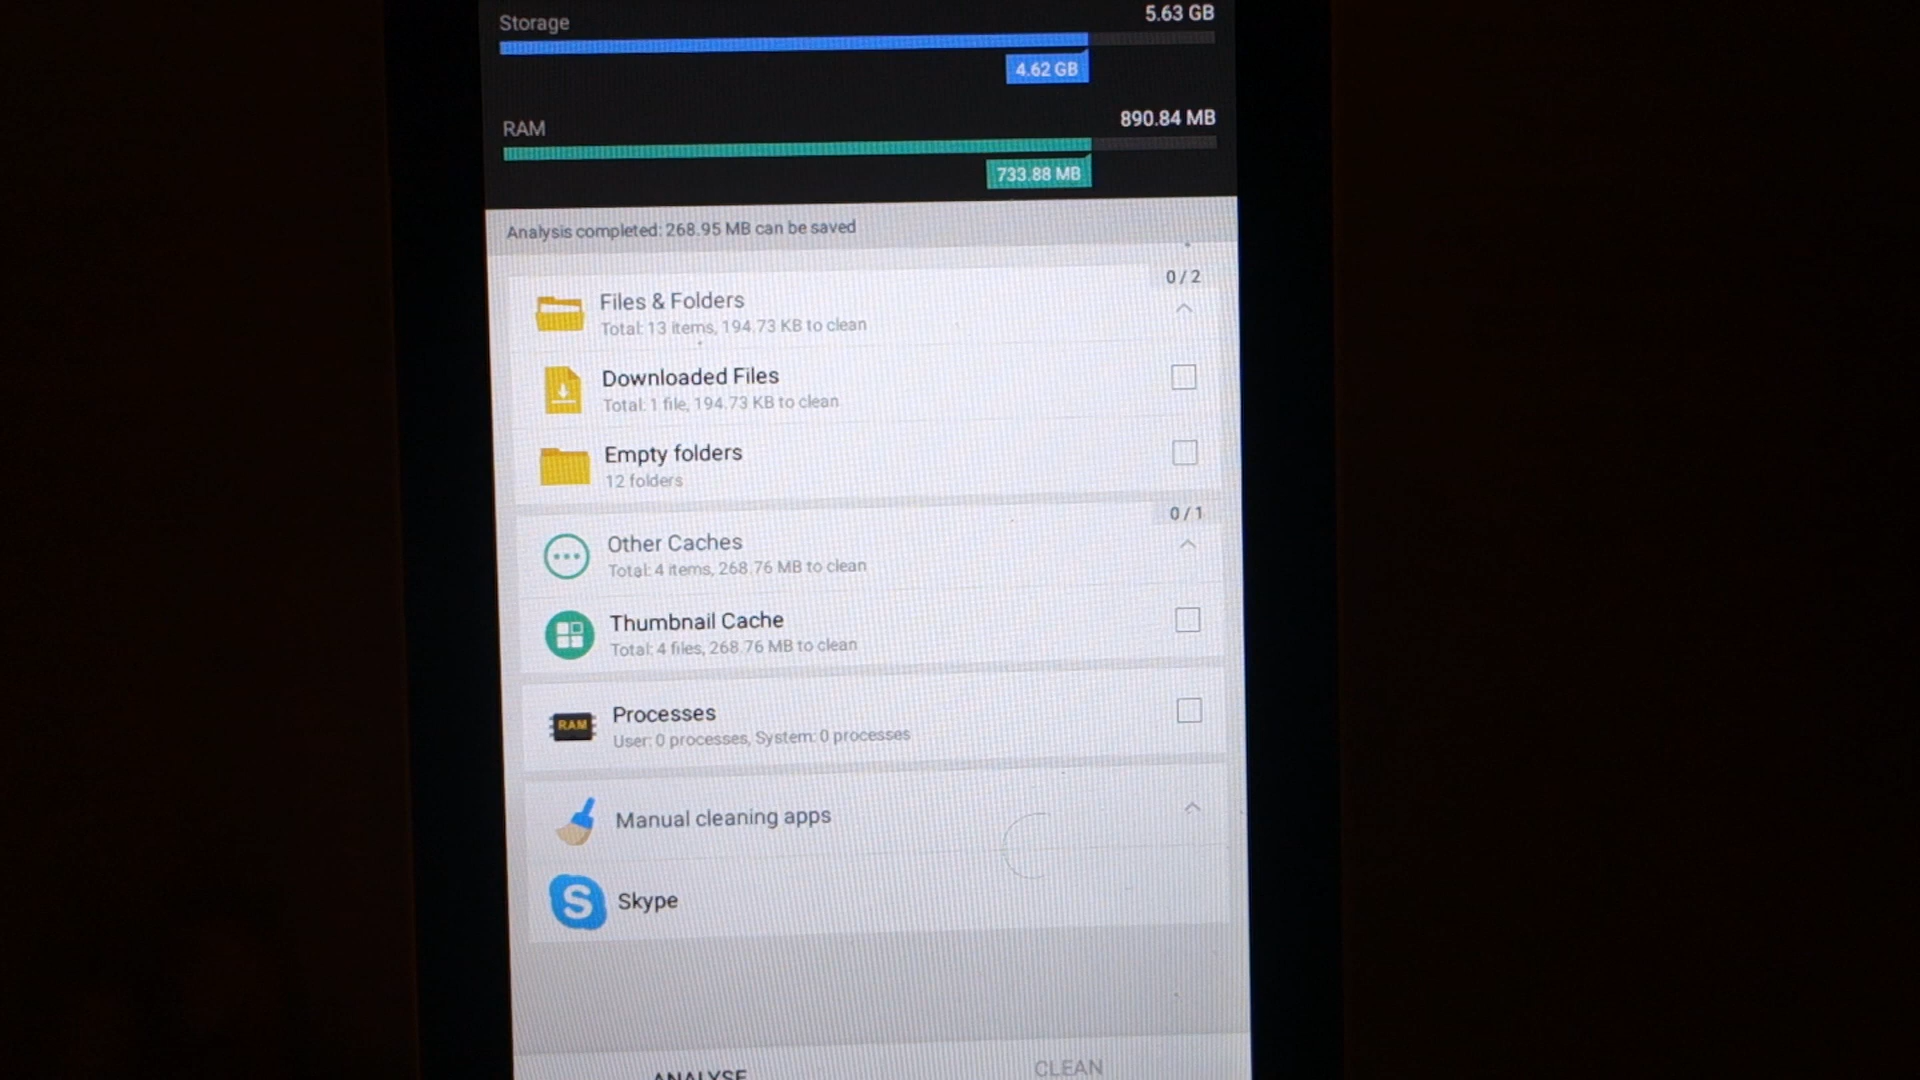 Storage
5.63 GB
4.62 GB
RAM
890.84 MB
733.88 MB
Analysis completed: 268.95 MB can be saved
0 / 2
Files & Folders
Total: 13 items, 194.73 KB to clean
Downloaded Files
Total: 1 file, 194.73 KB to clean
Empty folders
12 folders
0 / 1
Other Caches
Total: 4 items, 268.76 MB to clean
Thumbnail Cache
Total: 4 files, 268.76 MB to clean
RAM
Processes
User: 0 processes, System: 0 processes
Manual cleaning apps
S
Skype
ANALYSE
CLEAN